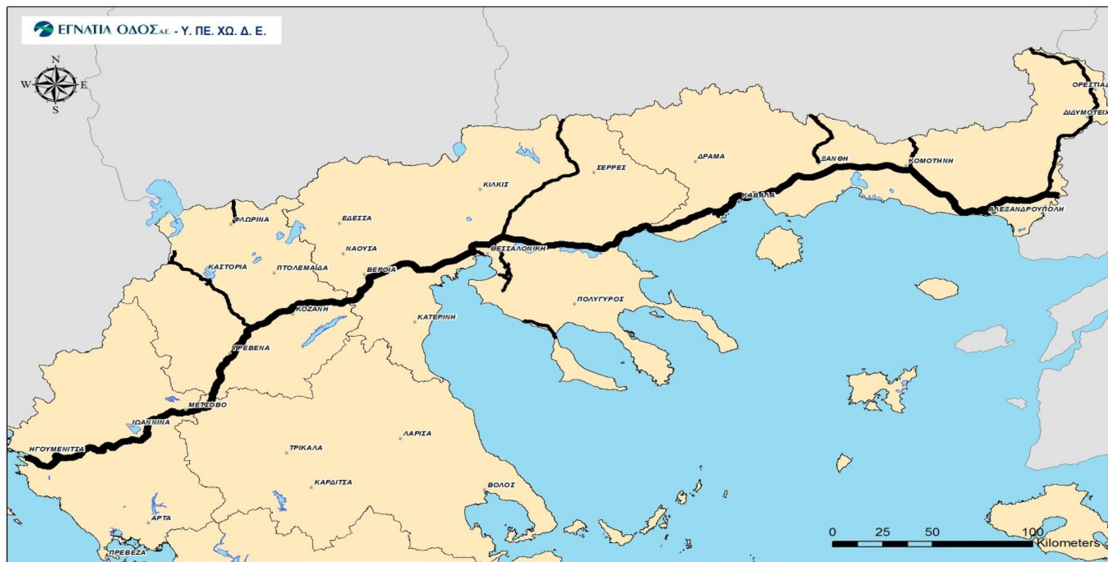 ΕΓΝΑΤΙΑ ΟΔΟΣ Α.Ε. - Υ. ΠΕ. ΧΩ. Δ. Ε.
N
W E
S
ΟΡΕΣΤΙΑΔ
ΔΙΔΥΜΟΤΕΙΧ
ΔΡΑΜΑ
ΞΑΝΘΗ
ΚΟΜΟΤΗΝΗ
ΣΕΡΡΕΣ
ΚΙΛΚΙΣ
ΚΑΒΑΛΑ
ΑΛΕΞΑΝΔΡΟΥΠΟΛΗ
ΦΛΩΡΙΝΑ
ΕΔΕΣΣΑ
ΝΑΟΥΣΑ
ΘΕΣΣΑΛΟΝΙΚΗ
ΚΑΣΤΟΡΙΑ
ΠΤΟΛΕΜΑΪΔΑ
ΒΕΡΟΙΑ
ΠΟΛΥΓΥΡΟΣ
ΚΟΖΑΝΗ
ΚΑΤΕΡΙΝΗ
ΓΡΕΒΕΝΑ
ΜΕΤΣΟΒΟ
ΙΩΑΝΝΙΝΑ
ΗΓΟΥΜΕΝΙΤΣΑ
ΤΡΙΚΑΛΑ
ΛΑΡΙΣΑ
ΚΑΡΔΙΤΣΑ
ΒΟΛΟΣ
ΑΡΤΑ
ΠΡΕΒΕΖΑ
0 25 50 100
Kilometers